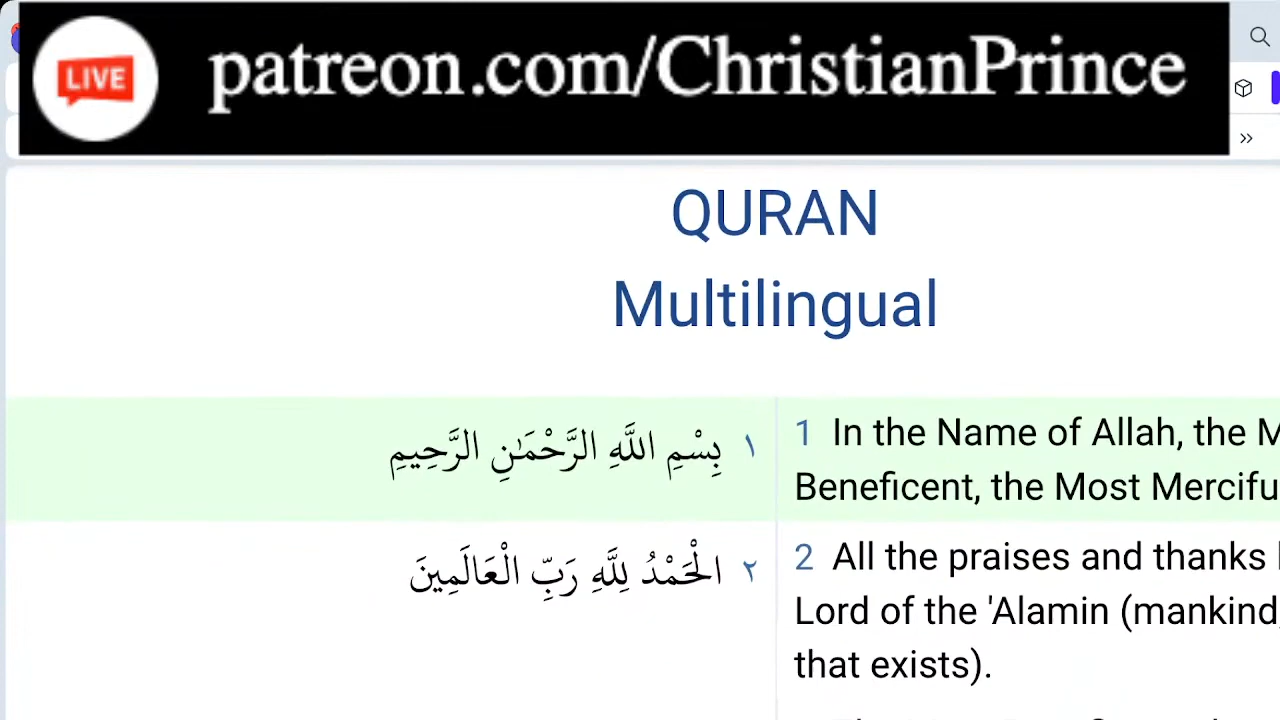 LIVE
patreon.com/ChristianPrince
»
QURAN
Multilingual
١ بِسْمِ اللَّهِ الرَّحْمَٰنِ الرَّحِيمِ
1 In the Name of Allah, the
Beneficent, the Most
٢ الْحَمْدُ لِلَّهِ رَبِّ الْعَالَمِينَ
2 All the praises and thanks
Lord of the 'Alamin (mankind,
that exists).